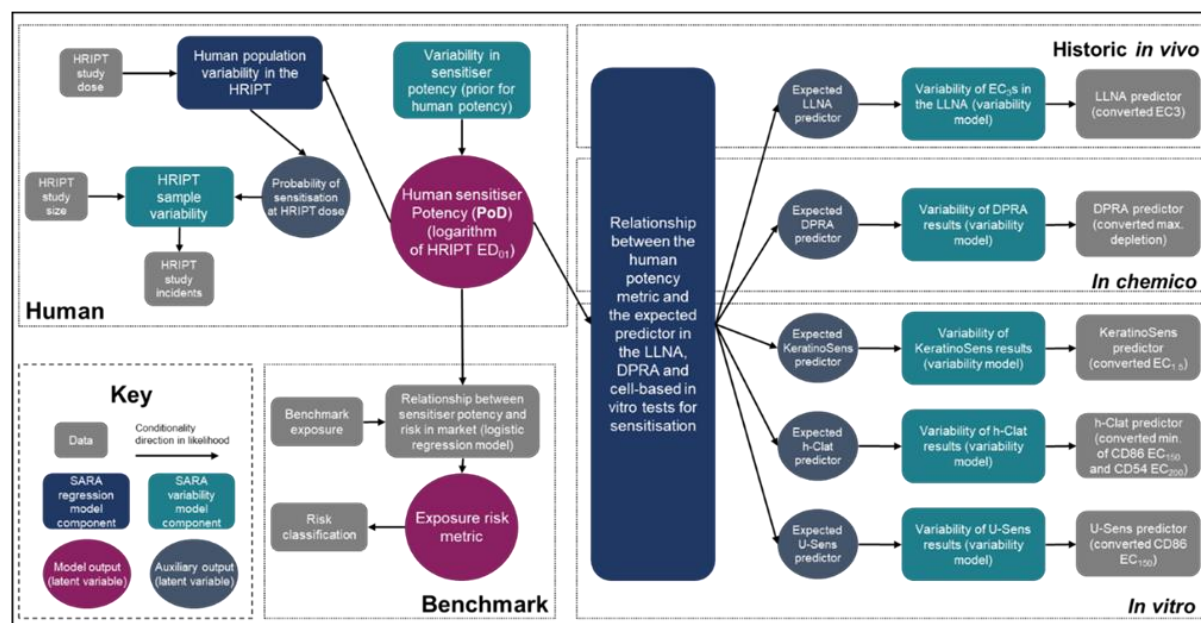 HRIPT
study
dose
Human population
variability in the
HRIPT
Variability
in sensitiser
potency (prior
for human
potency)
HRIPT
study
size
HRIPT
sample
variability
Probability of
sensitisation
at HRIPT dose
Human sensitiser
Potency (PoD)
(logarithm
of HRIPT ED01)
HRIPT
study
incidents
Human
Key
Data
Conditionality
direction in likelihood
SARA
regression
model
component
SARA
variability
model
component
Model output
(latent variable)
Auxiliary output
(latent variable)
Benchmark
exposure
Relationship between
sensitiser potency and
risk in market (logistic
regression model)
Risk
classification
Exposure risk
metric
Benchmark
Relationship
between the
human
potency
metric and
the expected
predictor in
the LLNA,
DPRA and
cell-based in
vitro tests for
sensitisation
Historic in vivo
Expected
LLNA
predictor
Variability of EC3s in
the LLNA (variability
model)
LLNA predictor
(converted EC3)
Expected
DPRA
predictor
Variability of DPRA
results (variability
model)
DPRA predictor
(converted max.
depletion)
In chemico
Expected
KeratinoSens
predictor
Variability of
KeratinoSens results
(variability model)
KeratinoSens
predictor
(converted EC1.5)
Expected
h-Clat
predictor
Variability of h-Clat
results (variability
model)
h-Clat predictor
(converted min.
of CD86 EC150
and CD54 EC200)
Expected
U-Sens
predictor
Variability of U-Sens
results (variability
model)
U-Sens predictor
(converted CD86
EC150)
In vitro